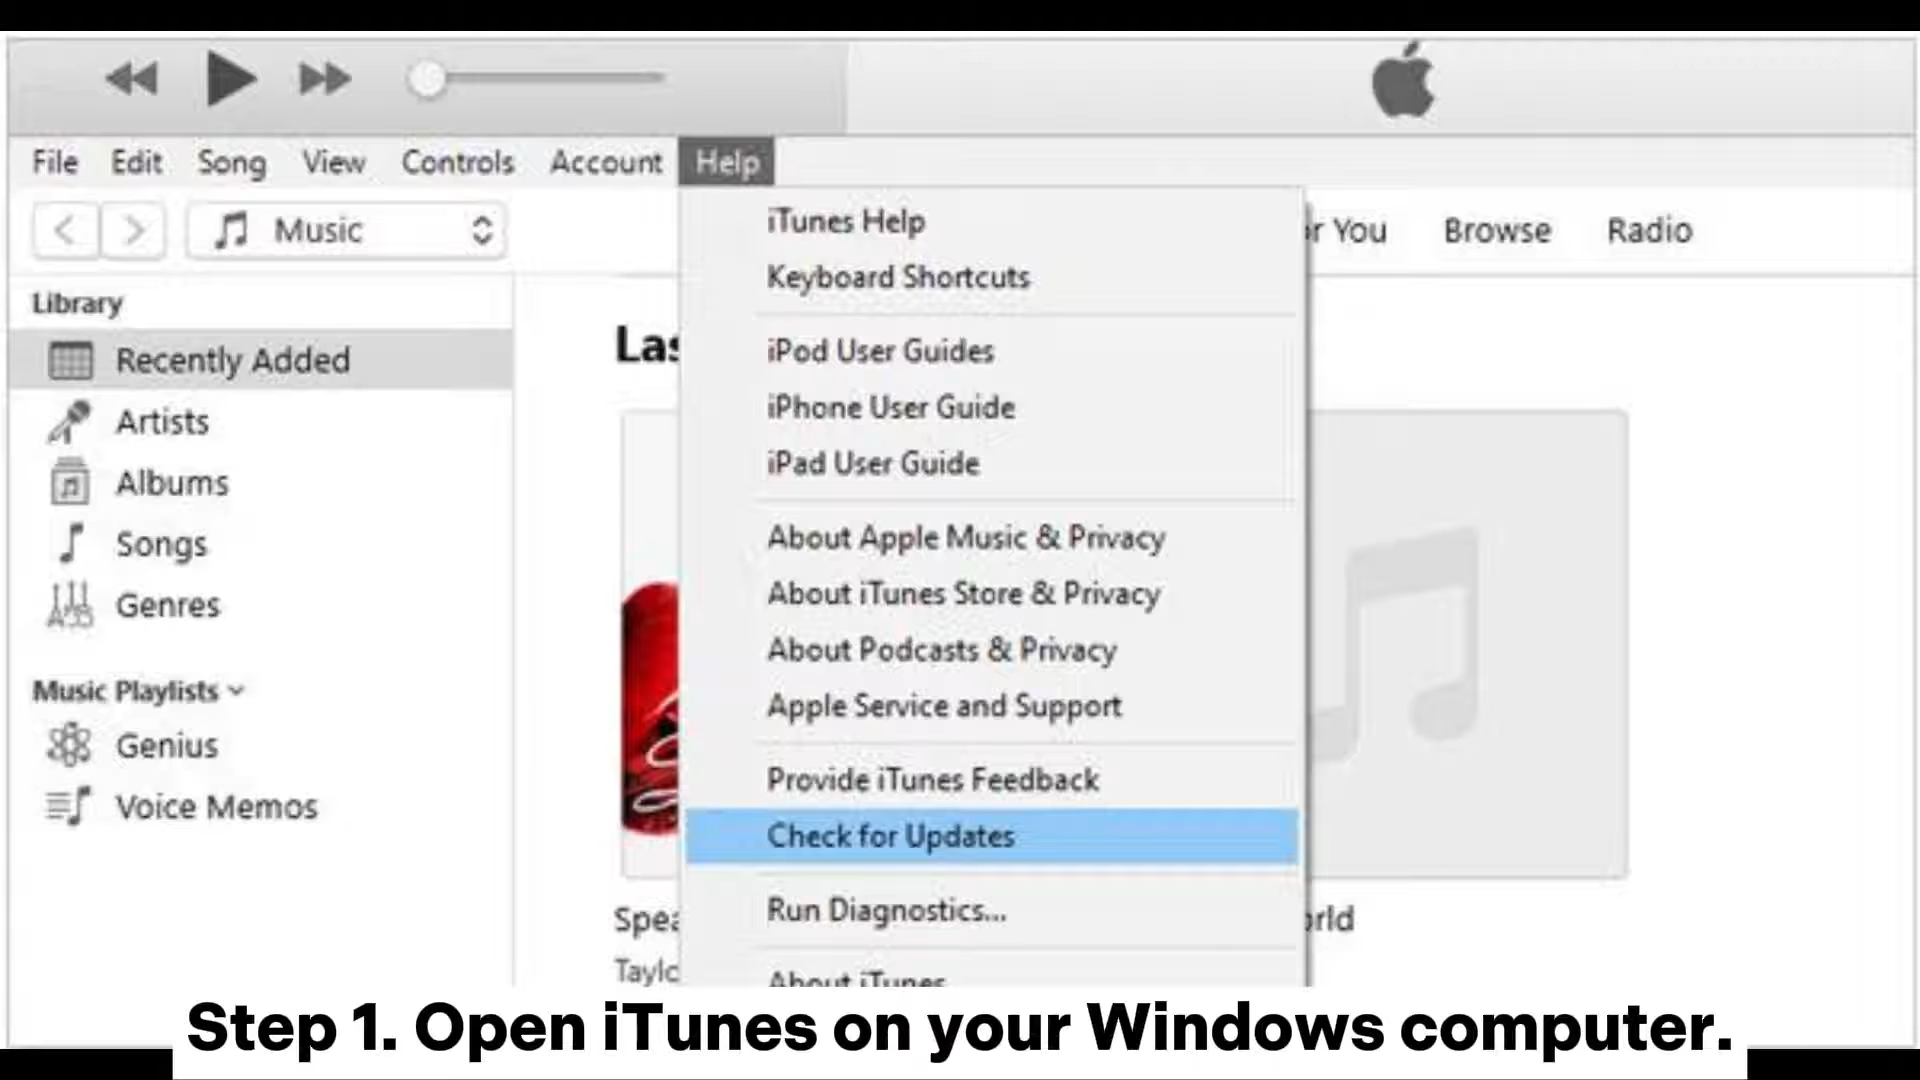 File Edit Song View Controls Account Help
Music
For You Browse Radio
Library
Recently Added
Artists
Albums
Songs
Genres
Music Playlists
Genius
Voice Memos
iTunes Help
Keyboard Shortcuts
iPod User Guides
iPhone User Guide
iPad User Guide
About Apple Music & Privacy
About iTunes Store & Privacy
About Podcasts & Privacy
Apple Service and Support
Provide iTunes Feedback
Check for Updates
Run Diagnostics...
About iTunes
Step 1. Open iTunes on your Windows computer.